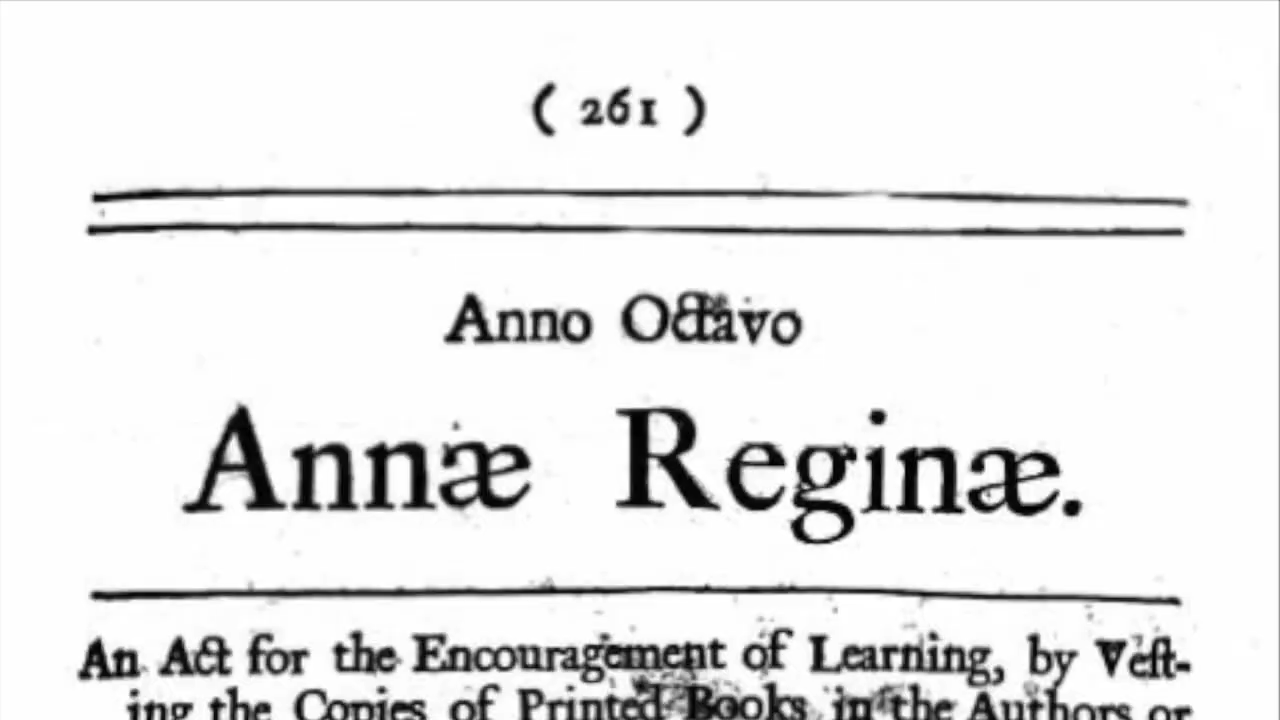 ( 261 )
Anno Octavo
Annæ Reginæ.
An Act for the Encouragement of Learning, by Vest-
ing the Copies of Printed Books in the Authors or